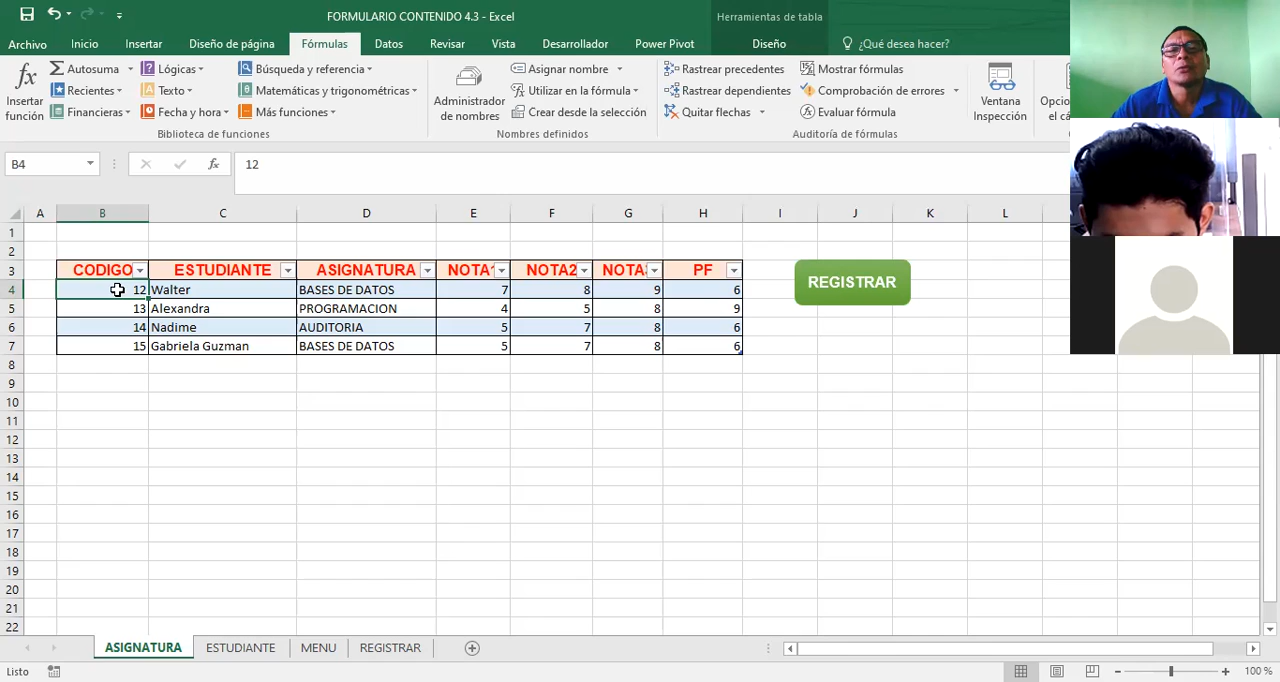 FORMULARIO CONTENIDO 4.3 - Excel
Herramientas de tabla
Archivo Inicio Insertar Diseño de página Fórmulas Datos Revisar Vista Desarrollador Power Pivot Diseño ¿Qué desea hacer?
fx Autosuma Lógicas Búsqueda y referencia Asignar nombre Rastrear precedentes Mostrar fórmulas
Recientes Texto Matemáticas y trigonométricas Utilizar en la fórmula Rastrear dependientes Comprobación de errores
Insertar función Financieras Fecha y hora Más funciones Administrador de nombres Crear desde la selección Quitar flechas Evaluar fórmula Ventana Inspección
Biblioteca de funciones Nombres definidos Auditoría de fórmulas
B4 fx 12
A B C D E F G H I J K L
1
2
3 CODIGO ESTUDIANTE ASIGNATURA NOTA NOTA2 NOTA PF REGISTRAR
4 12 Walter BASES DE DATOS 7 8 9 6
5 13 Alexandra PROGRAMACION 4 5 8 9
6 14 Nadime AUDITORIA 5 7 8 6
7 15 Gabriela Guzman BASES DE DATOS 5 7 8 6
8
9
10
11
12
13
14
15
16
17
18
19
20
21
22
ASIGNATURA ESTUDIANTE MENU REGISTRAR
Listo 100 %